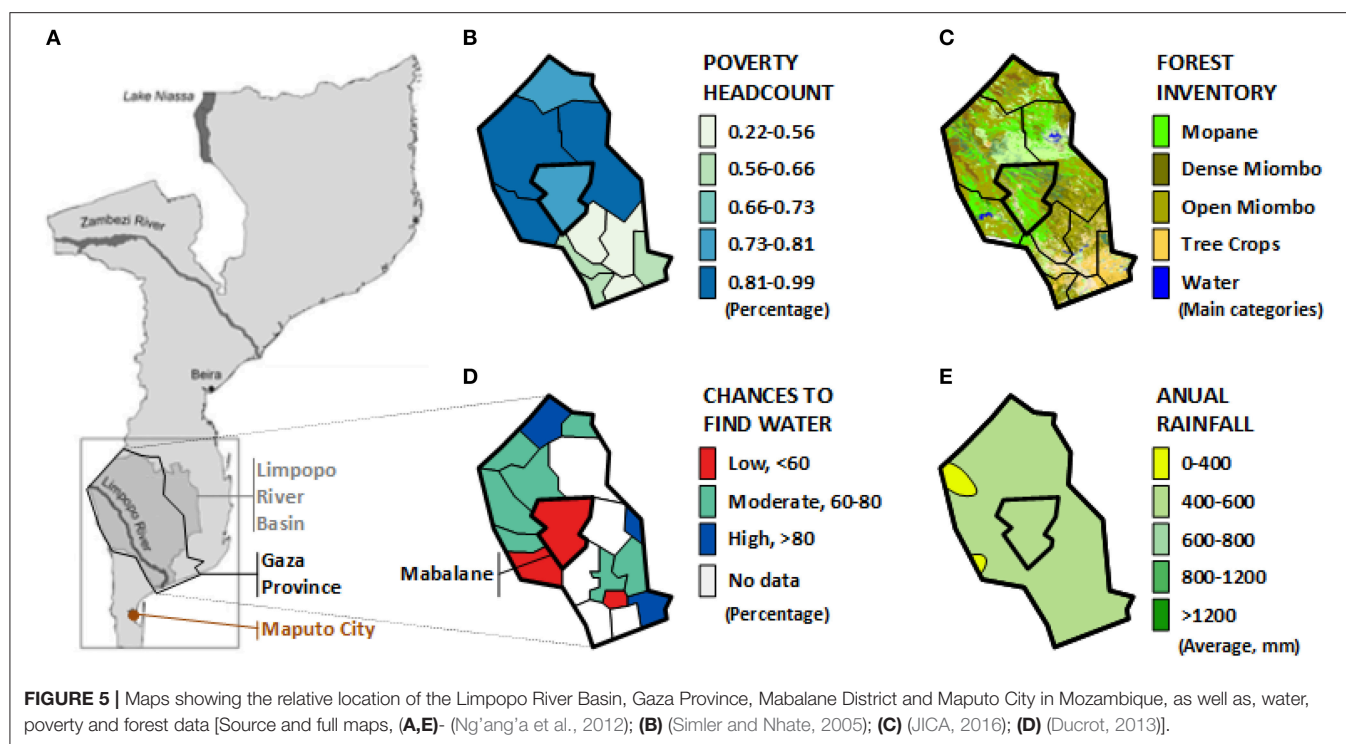 A
Lake Niassa
Zambezi River
Beira
Limpopo River
Limpopo
River
Basin
Gaza
Province
Maputo City
B
POVERTY
HEADCOUNT
0.22-0.56
0.56-0.66
0.66-0.73
0.73-0.81
0.81-0.99
(Percentage)
C
FOREST
INVENTORY
Mopane
Dense Miombo
Open Miombo
Tree Crops
Water
(Main categories)
D
CHANCES TO
FIND WATER
Low, <60
Moderate, 60-80
High, >80
No data
(Percentage)
Mabalane
E
ANUAL
RAINFALL
0-400
400-600
600-800
800-1200
>1200
(Average, mm)
FIGURE 5 | Maps showing the relative location of the Limpopo River Basin, Gaza Province, Mabalane District and Maputo City in Mozambique, as well as, water,
poverty and forest data [Source and full maps, (A,E)- (Ng'ang'a et al., 2012); (B) (Simler and Nhate, 2005); (C) (JICA, 2016); (D) (Ducrot, 2013)].